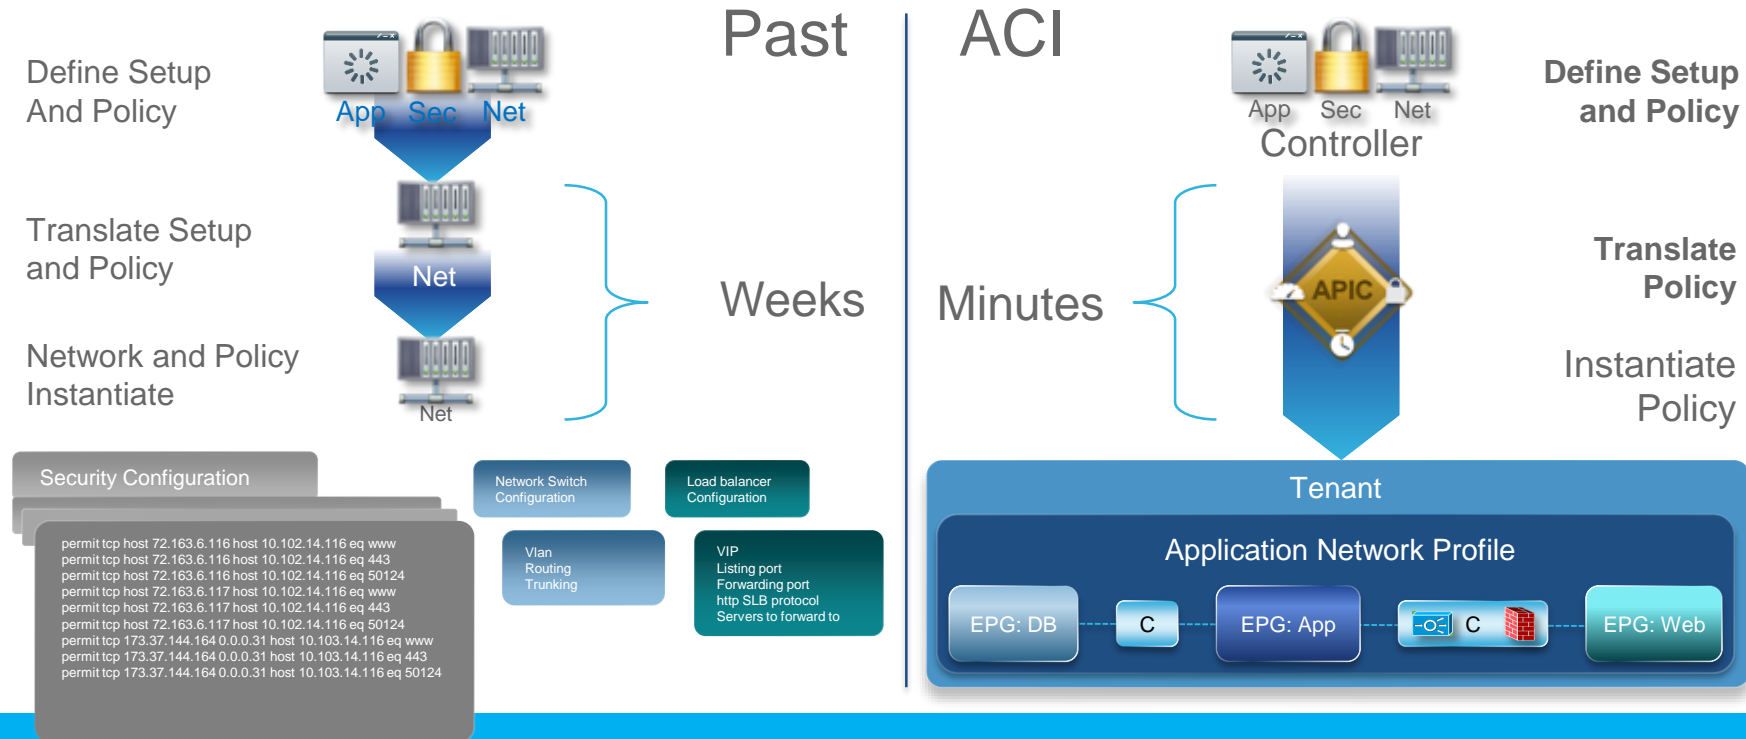 Past
Define Setup
And Policy
App Sec Net
Translate Setup
and Policy
Net
Weeks
Network and Policy
Instantiate
Net
Security Configuration
permit tcp host 72.163.6.116 host 10.102.14.116 eq www
permit tcp host 72.163.6.116 host 10.102.14.116 eq 443
permit tcp host 72.163.6.116 host 10.102.14.116 eq 50124
permit tcp host 72.163.6.117 host 10.102.14.116 eq www
permit tcp host 72.163.6.117 host 10.102.14.116 eq 443
permit tcp host 72.163.6.117 host 10.102.14.116 eq 50124
permit tcp 173.37.144.164 0.0.0.31 host 10.103.14.116 eq www
permit tcp 173.37.144.164 0.0.0.31 host 10.103.14.116 eq 443
permit tcp 173.37.144.164 0.0.0.31 host 10.103.14.116 eq 50124
Network Switch
Configuration
Vlan
Routing
Trunking
Load balancer
Configuration
VIP
Listing port
Forwarding port
http SLB protocol
Servers to forward to
ACI
App Sec Net
Controller
Define Setup
and Policy
Minutes
APIC
Translate
Policy
Instantiate
Policy
Tenant
Application Network Profile
EPG: DB
C
EPG: App
C
EPG: Web